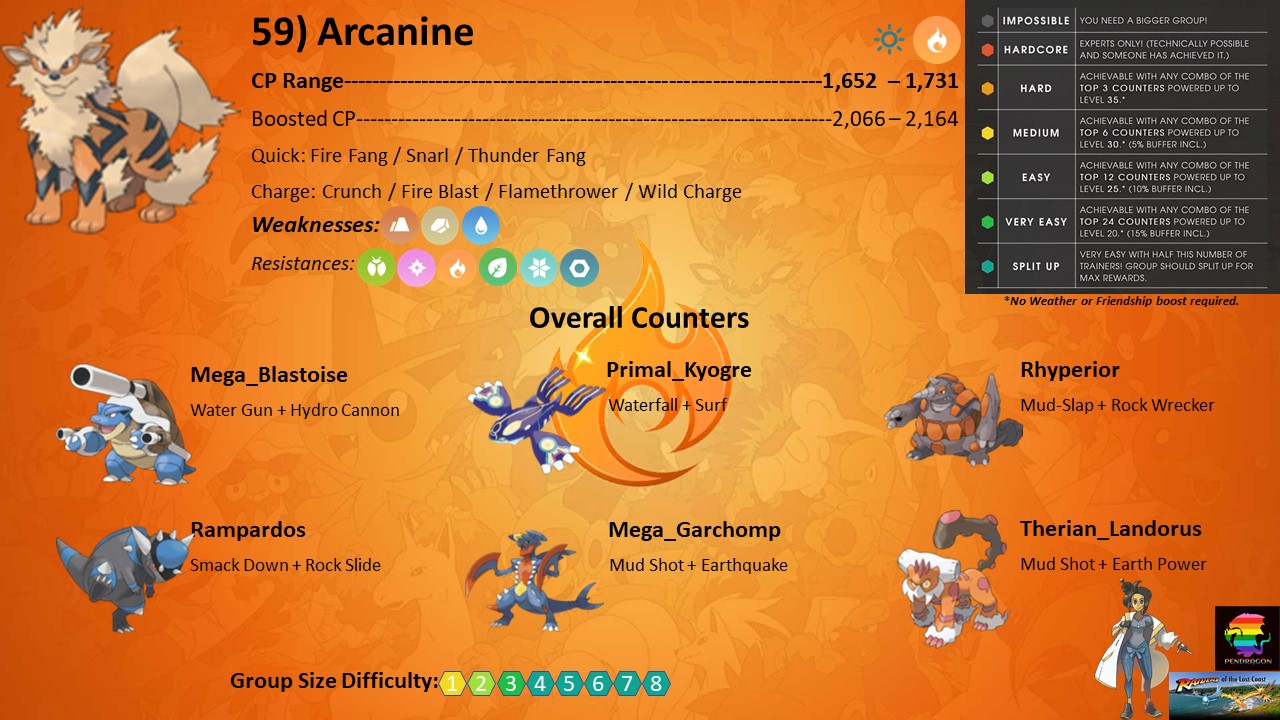 59) Arcanine
CP Range--------------------------------------------------------------------1,652 – 1,731
Boosted CP--------------------------------------------------------------------2,066 – 2,164
Quick: Fire Fang / Snarl / Thunder Fang
Charge: Crunch / Fire Blast / Flamethrower / Wild Charge
Weaknesses:
Resistances:
IMPOSSIBLE YOU NEED A BIGGER GROUP!
HARDCORE EXPERTS ONLY! (TECHNICALLY POSSIBLE
AND SOMEONE HAS ACHIEVED IT.)
HARD ACHIEVABLE WITH ANY COMBO OF THE
TOP 3 COUNTERS POWERED UP TO
LEVEL 35.*
MEDIUM ACHIEVABLE WITH ANY COMBO OF THE
TOP 6 COUNTERS POWERED UP TO
LEVEL 30.* (5% BUFFER INCL.)
EASY ACHIEVABLE WITH ANY COMBO OF THE
TOP 12 COUNTERS POWERED UP TO
LEVEL 25.* (10% BUFFER INCL.)
VERY EASY ACHIEVABLE WITH ANY COMBO OF THE
TOP 24 COUNTERS POWERED UP TO
LEVEL 20.* (15% BUFFER INCL.)
SPLIT UP VERY EASY WITH HALF THIS NUMBER OF
TRAINERS! GROUP SHOULD SPLIT UP FOR
MAX REWARDS.
*No Weather or Friendship boost required.
Overall Counters
Mega_Blastoise
Water Gun + Hydro Cannon
Primal_Kyogre
Waterfall + Surf
Rhyperior
Mud-Slap + Rock Wrecker
Rampardos
Smack Down + Rock Slide
Mega_Garchomp
Mud Shot + Earthquake
Therian_Landorus
Mud Shot + Earth Power
Group Size Difficulty: 1 2 3 4 5 6 7 8
PENDRAGON
RAIDERS of the Lost Coast